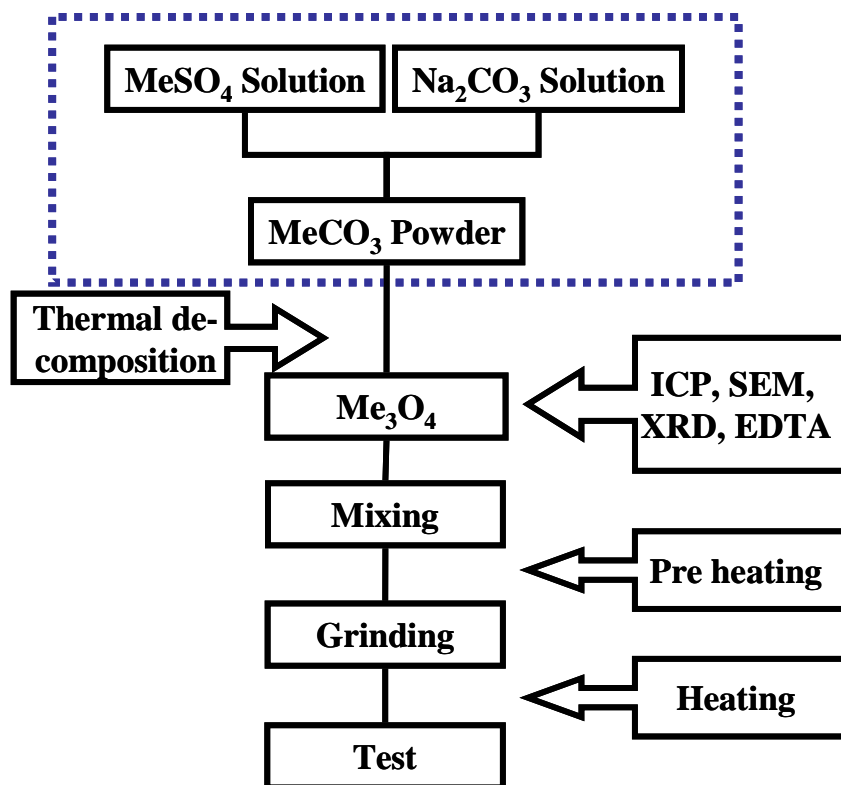 MeSO₄ Solution
Na₂CO₃ Solution
MeCO₃ Powder
Thermal de-
composition
Me₃O₄
ICP, SEM,
XRD, EDTA
Mixing
Pre heating
Grinding
Heating
Test